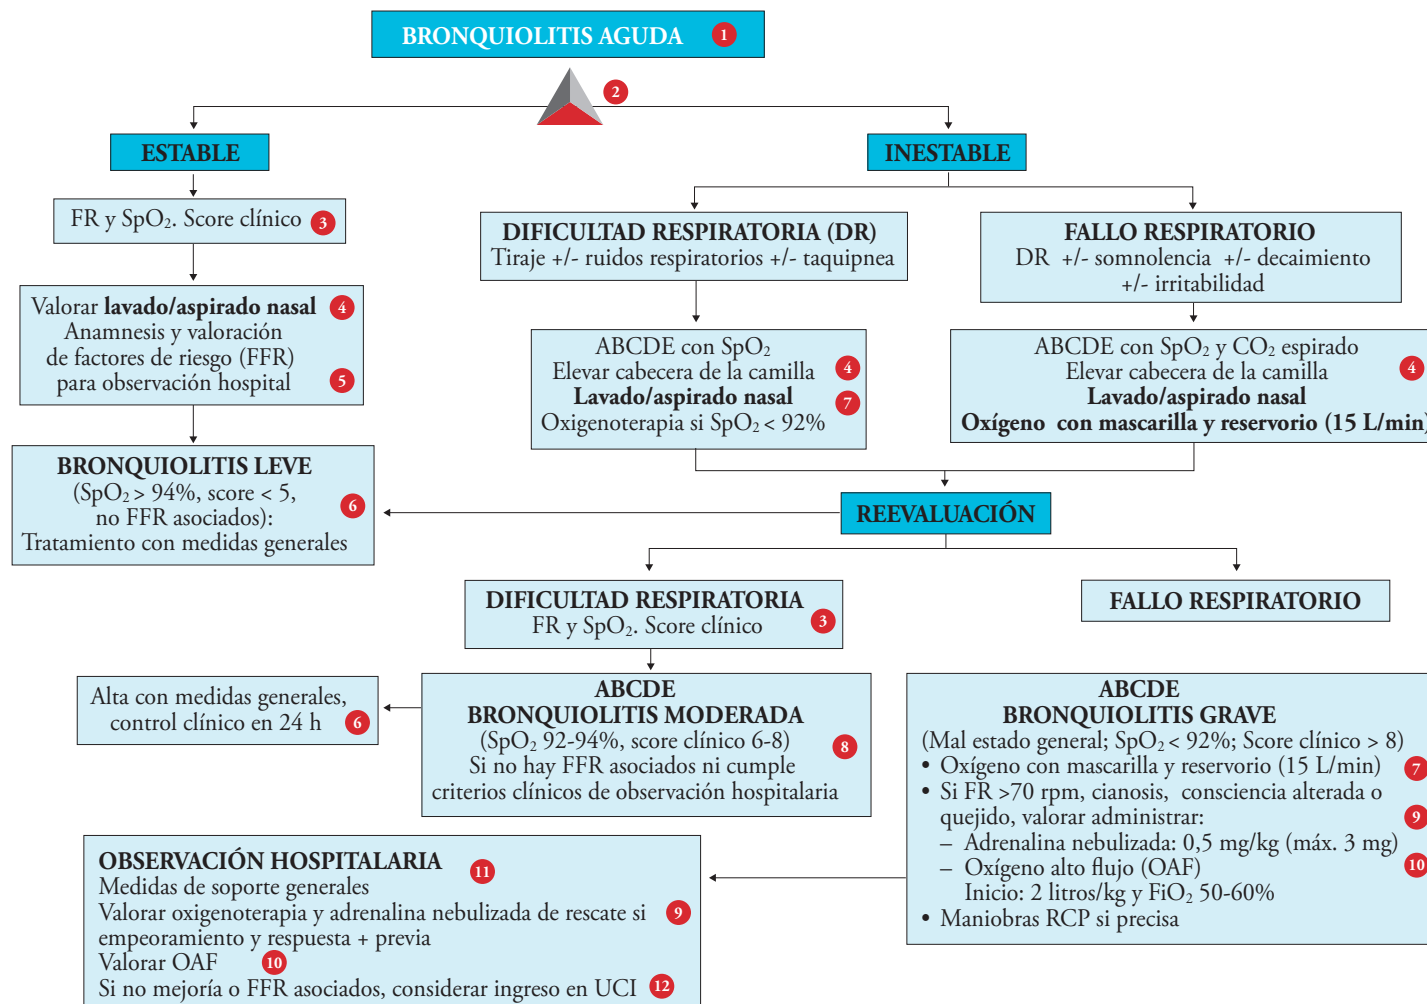 BRONQUIOLITIS AGUDA 1
2
ESTABLE
INESTABLE
FR y SpO₂. Score clínico 3
DIFICULTAD RESPIRATORIA (DR)
Tiraje +/- ruidos respiratorios +/- taquipnea
FALLO RESPIRATORIO
DR +/- somnolencia +/- decaimiento
+/- irritabilidad
Valorar lavado/aspirado nasal 4
Anamnesis y valoración
de factores de riesgo (FFR)
para observación hospital 5
ABCDE con SpO₂
Elevar cabecera de la camilla 4
Lavado/aspirado nasal 7
Oxigenoterapia si SpO₂ < 92%
ABCDE con SpO₂ y CO₂ espirado
Elevar cabecera de la camilla 4
Lavado/aspirado nasal
Oxígeno con mascarilla y reservorio (15 L/min)
BRONQUIOLITIS LEVE
(SpO₂ > 94%, score < 5,
no FFR asociados): 6
Tratamiento con medidas generales
REEVALUACIÓN
DIFICULTAD RESPIRATORIA
FR y SpO₂. Score clínico 3
FALLO RESPIRATORIO
Alta con medidas generales,
control clínico en 24 h 6
ABCDE
BRONQUIOLITIS MODERADA
(SpO₂ 92-94%, score clínico 6-8) 8
Si no hay FFR asociados ni cumple
criterios clínicos de observación hospitalaria
ABCDE
BRONQUIOLITIS GRAVE
(Mal estado general; SpO₂ < 92%; Score clínico > 8)
• Oxígeno con mascarilla y reservorio (15 L/min) 7
• Si FR >70 rpm, cianosis, consciencia alterada o
quejido, valorar administrar: 9
– Adrenalina nebulizada: 0,5 mg/kg (máx. 3 mg)
– Oxígeno alto flujo (OAF) 10
Inicio: 2 litros/kg y FiO₂ 50-60%
• Maniobras RCP si precisa
OBSERVACIÓN HOSPITALARIA 11
Medidas de soporte generales
Valorar oxigenoterapia y adrenalina nebulizada de rescate si 9
empeoramiento y respuesta + previa
Valorar OAF 10
Si no mejoría o FFR asociados, considerar ingreso en UCI 12